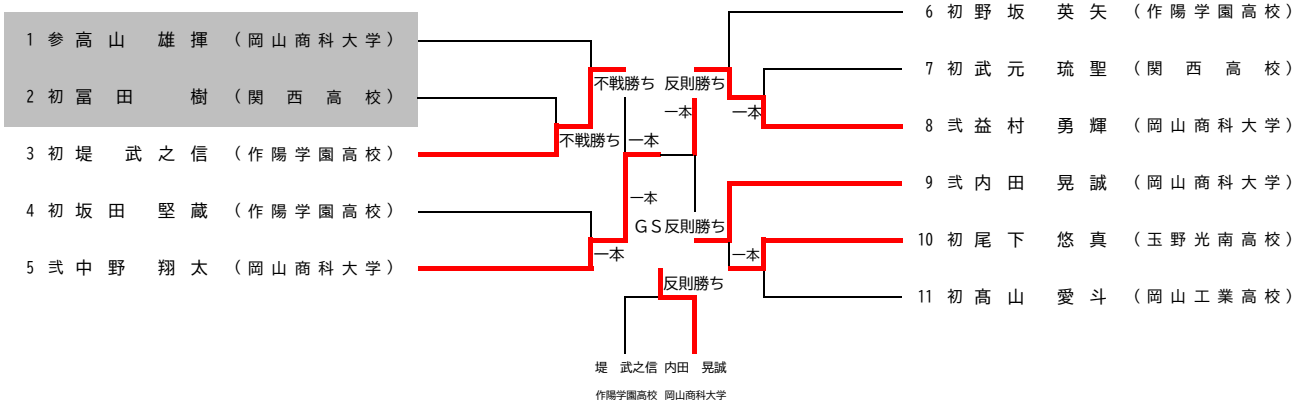 1 参 高山 雄揮 (岡山商科大学)
2 初 冨田 樹 (関西高校)
3 初 堤 武之信 (作陽学園高校)
4 初 坂田 堅蔵 (作陽学園高校)
5 弐 中野 翔太 (岡山商科大学)
不戦勝ち
不戦勝ち
一本
一本
一本
反則勝ち
一本
一本
GS反則勝ち
一本
反則勝ち
6 初 野坂 英矢 (作陽学園高校)
7 初 武元 琉聖 (関西高校)
8 弐 益村 勇輝 (岡山商科大学)
9 弐 内田 晃誠 (岡山商科大学)
10 初 尾下 悠真 (玉野光南高校)
11 初 髙山 愛斗 (岡山工業高校)
堤 武之信 内田 晃誠
作陽学園高校 岡山商科大学